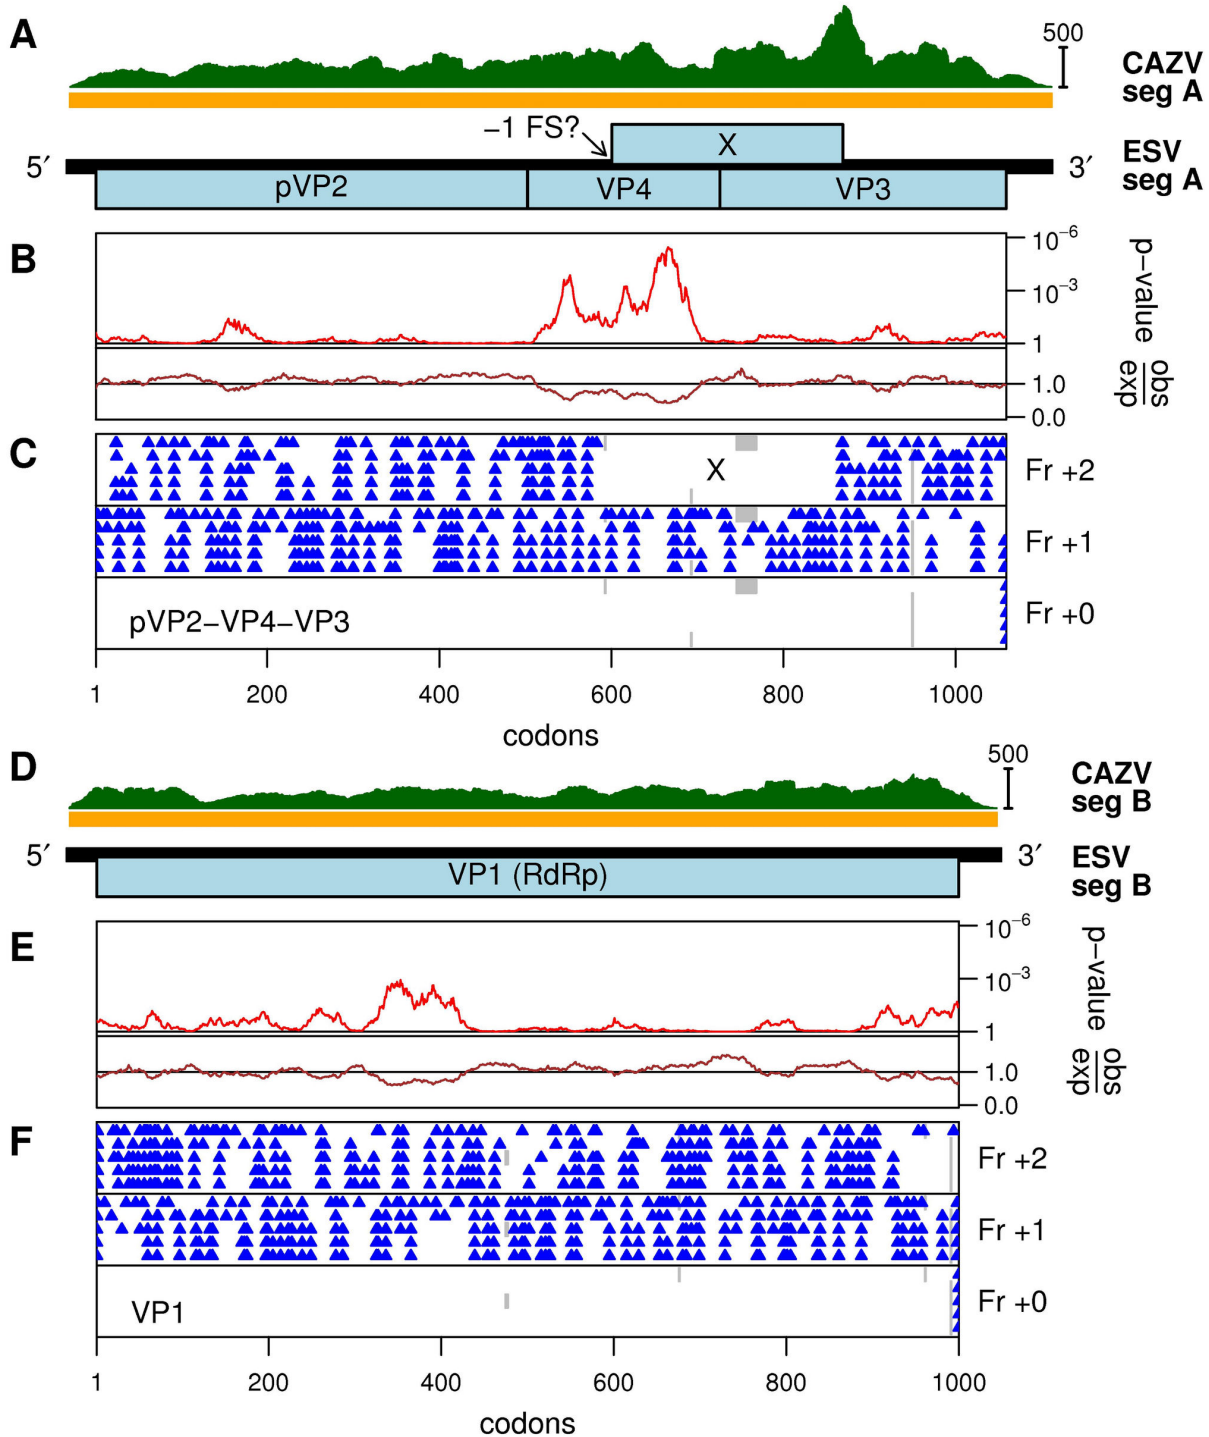 A
500
CAZV
seg A
−1 FS?
X
ESV
seg A
5′
3′
pVP2
VP4
VP3
B
10−6
10−3
1
p−value
1.0
0.0
obs
exp
C
X
Fr +2
Fr +1
pVP2−VP4−VP3
Fr +0
1 200 400 600 800 1000
codons
D
500
CAZV
seg B
5′
3′
ESV
seg B
VP1 (RdRp)
E
10−6
10−3
1
p−value
1.0
0.0
obs
exp
F
Fr +2
Fr +1
VP1
Fr +0
1 200 400 600 800 1000
codons